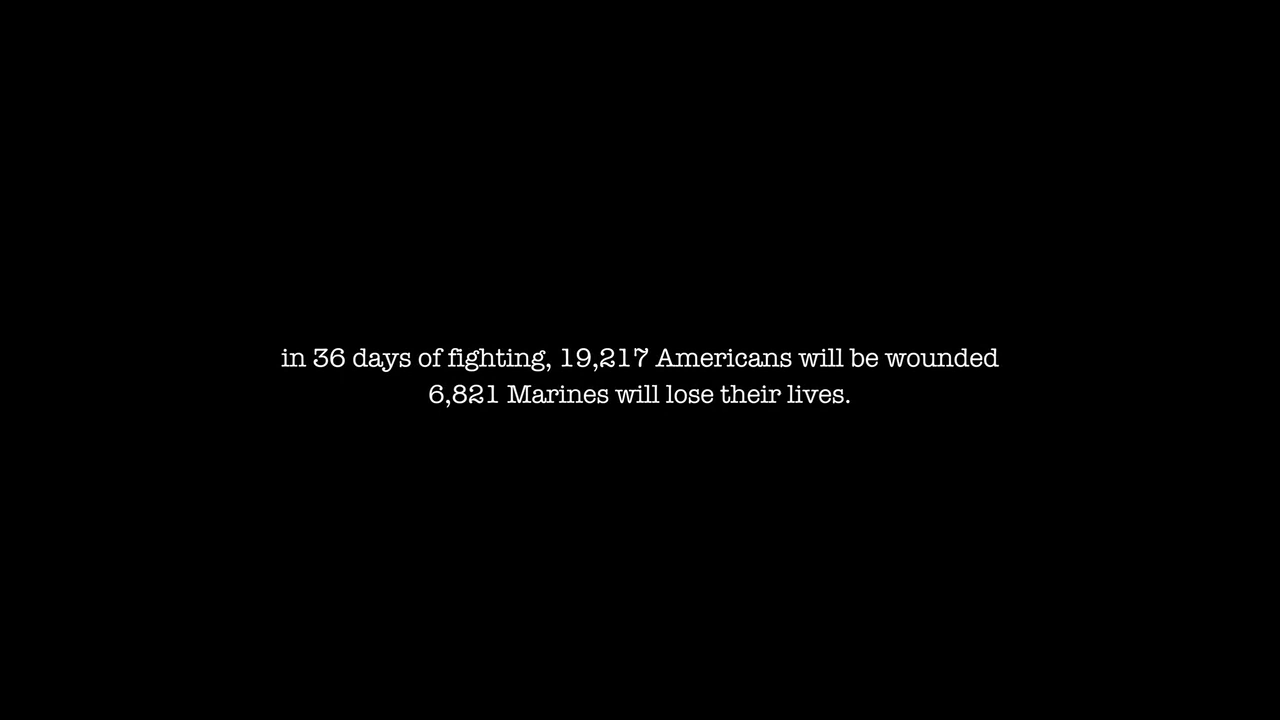 in 36 days of fighting, 19,217 Americans will be wounded
6,821 Marines will lose their lives.